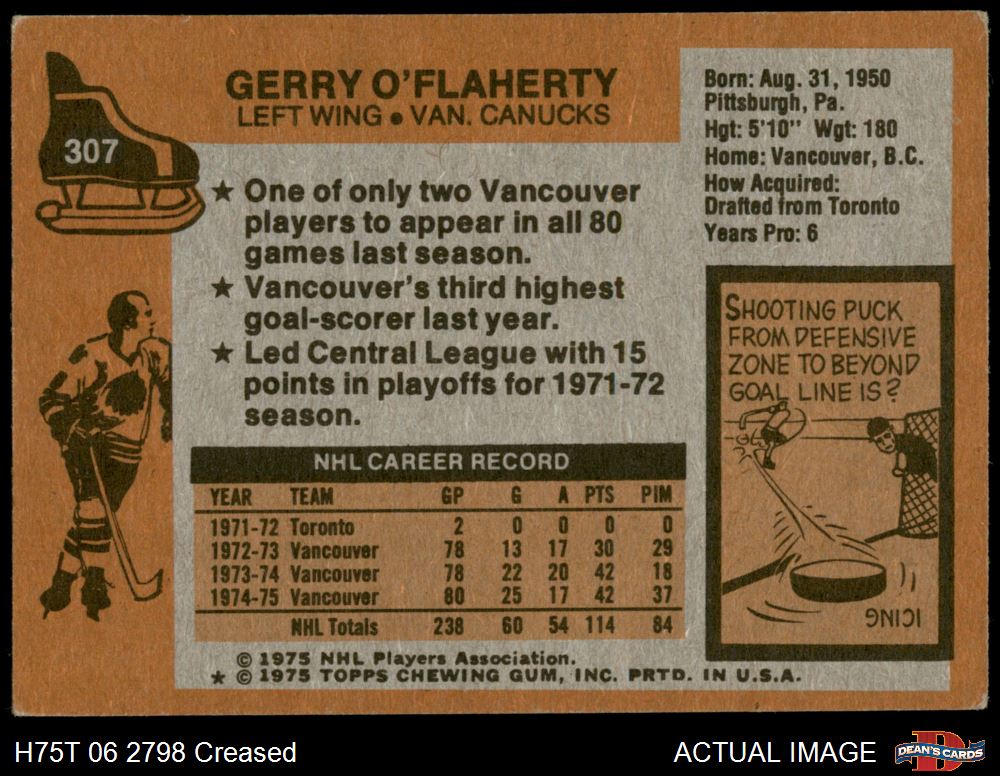 GERRY O'FLAHERTY
LEFT WING • VAN. CANUCKS
307
★ One of only two Vancouver
players to appear in all 80
games last season.
★ Vancouver's third highest
goal-scorer last year.
★ Led Central League with 15
points in playoffs for 1971-72
season.
Born: Aug. 31, 1950
Pittsburgh, Pa.
Hgt: 5'10" Wgt: 180
Home: Vancouver, B.C.
How Acquired:
Drafted from Toronto
Years Pro: 6
SHOOTING PUCK
FROM DEFENSIVE
ZONE TO BEYOND
GOAL LINE IS?
ICING
NHL CAREER RECORD
YEAR TEAM GP G A PTS PIM
1971-72 Toronto 2 0 0 0 0
1972-73 Vancouver 78 13 17 30 29
1973-74 Vancouver 78 22 20 42 18
1974-75 Vancouver 80 25 17 42 37
NHL Totals 238 60 54 114 84
© 1975 NHL Players Association.
★ © 1975 TOPPS CHEWING GUM, INC. PRTD. IN U.S.A.
H75T 06 2798 Creased
ACTUAL IMAGE
D
DEAN'S CARDS